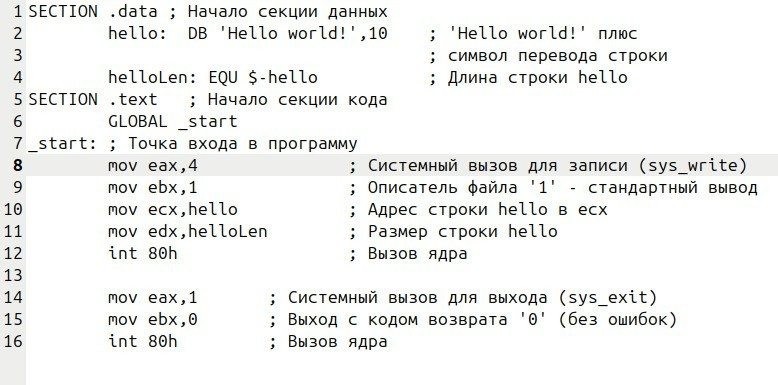 1 SECTION .data ; Начало секции данных
2 hello: DB 'Hello world!',10 ; 'Hello world!' плюс
3 ; символ перевода строки
4 helloLen: EQU $-hello ; Длина строки hello
5 SECTION .text ; Начало секции кода
6 GLOBAL _start
7 _start: ; Точка входа в программу
8 mov eax,4 ; Системный вызов для записи (sys_write)
9 mov ebx,1 ; Описатель файла '1' - стандартный вывод
10 mov ecx,hello ; Адрес строки hello в ecx
11 mov edx,helloLen ; Размер строки hello
12 int 80h ; Вызов ядра
13
14 mov eax,1 ; Системный вызов для выхода (sys_exit)
15 mov ebx,0 ; Выход с кодом возврата '0' (без ошибок)
16 int 80h ; Вызов ядра